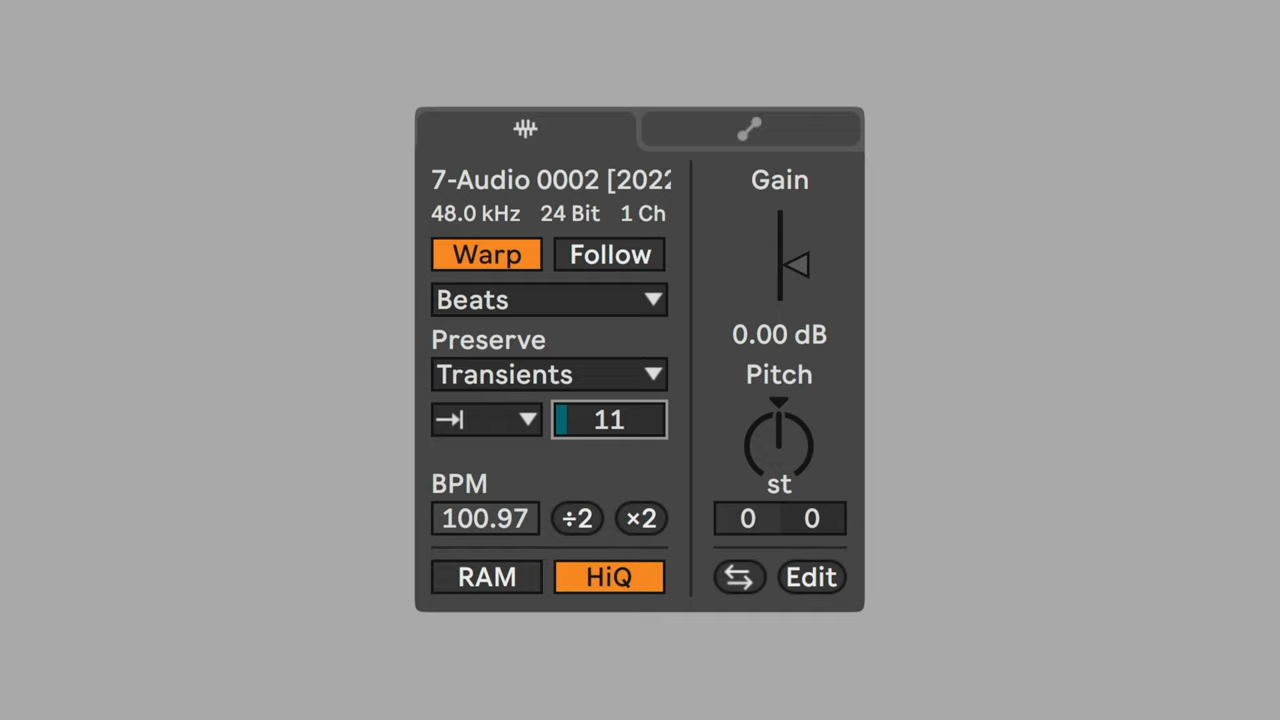 7-Audio 0002 [2022
48.0 kHz 24 Bit 1 Ch
Warp Follow
Beats
Preserve
Transients
11
BPM
100.97 ÷2 ×2
RAM HiQ
Gain
0.00 dB
Pitch
st
0 0
Edit